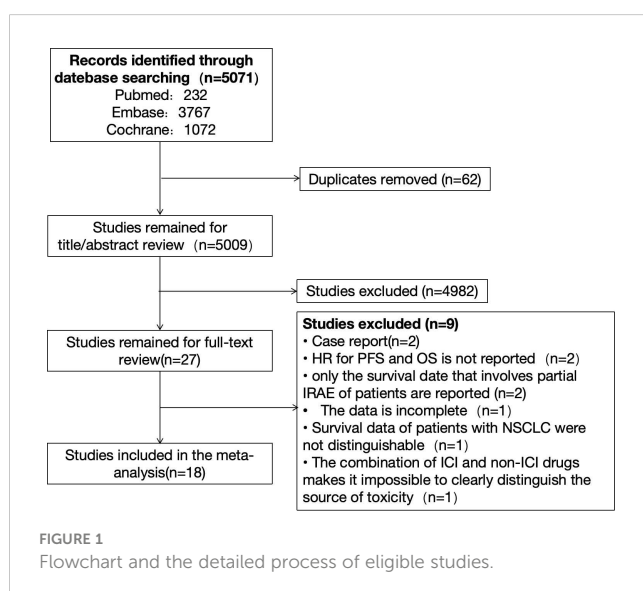 Records identified through
datebase searching（n=5071）
Pubmed：232
Embase：3767
Cochrane：1072
Duplicates removed (n=62)
Studies remained for
title/abstract review（n=5009）
Studies excluded (n=4982)
Studies remained for full-text
review(n=27)
Studies excluded (n=9)
• Case report(n=2)
• HR for PFS and OS is not reported（n=2）
• only the survival date that involves partial
IRAE of patients are reported (n=2)
• The data is incomplete（n=1）
• Survival data of patients with NSCLC were
not distinguishable（n=1）
• The combination of ICI and non-ICI drugs
makes it impossible to clearly distinguish the
source of toxicity（n=1）
Studies included in the meta-
analysis(n=18)
FIGURE 1
Flowchart and the detailed process of eligible studies.